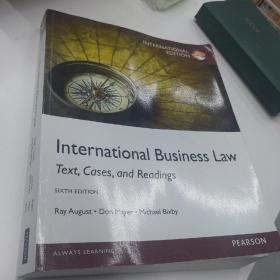 INTERNATIONAL
EDITION
International Business Law
Text, Cases, and Readings
SIXTH EDITION
Ray August • Don Mayer • Michael Bixby
ALWAYS LEARNING
PEARSON